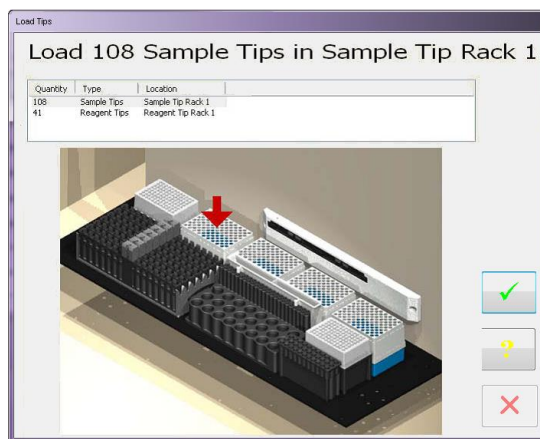 Load Tips
Load 108 Sample Tips in Sample Tip Rack 1
Quantity Type Location
108 Sample Tips Sample Tip Rack 1
41 Reagent Tips Reagent Tip Rack 1
?